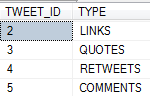 TWEET_ID TYPE
2 LINKS
3 QUOTES
4 RETWEETS
5 COMMENTS